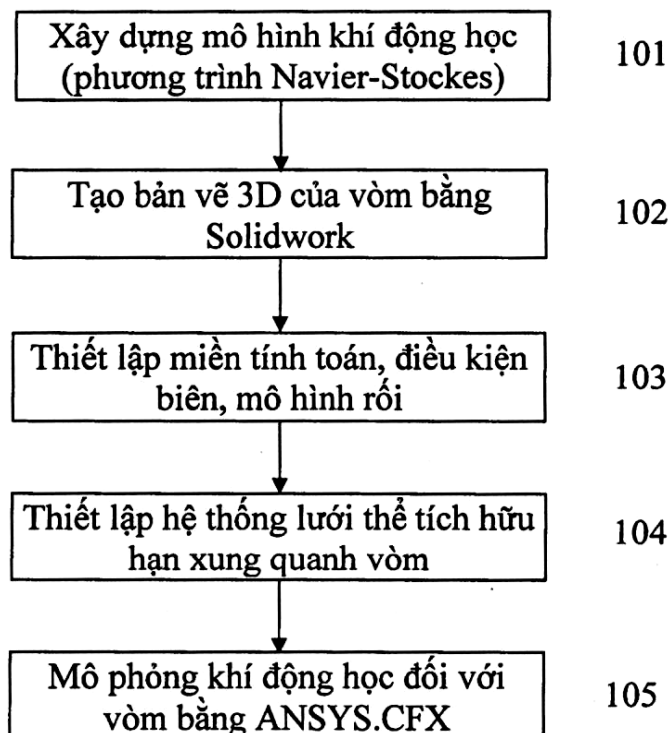 Xây dựng mô hình khí động học
(phương trình Navier-Stockes)
101
Tạo bản vẽ 3D của vòm bằng
Solidwork
102
Thiết lập miền tính toán, điều kiện
biên, mô hình rối
103
Thiết lập hệ thống lưới thể tích hữu
hạn xung quanh vòm
104
Mô phỏng khí động học đối với
vòm bằng ANSYS.CFX
105